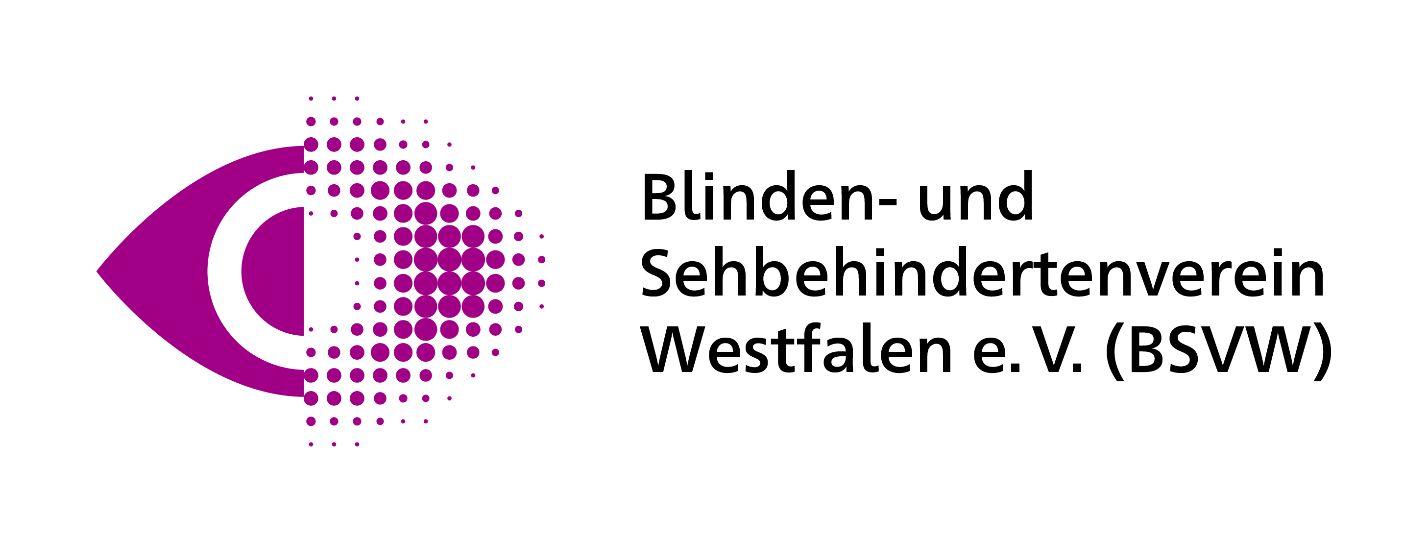 Blinden- und
Sehbehindertenverein
Westfalen e. V. (BSVW)